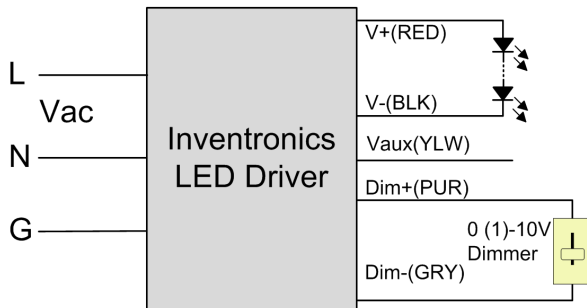 V+(RED)
L
Vac
V-(BLK)
Inventronics
LED Driver
Vaux(YLW)
N
Dim+(PUR)
G
0 (1)-10V
Dimmer
Dim-(GRY)